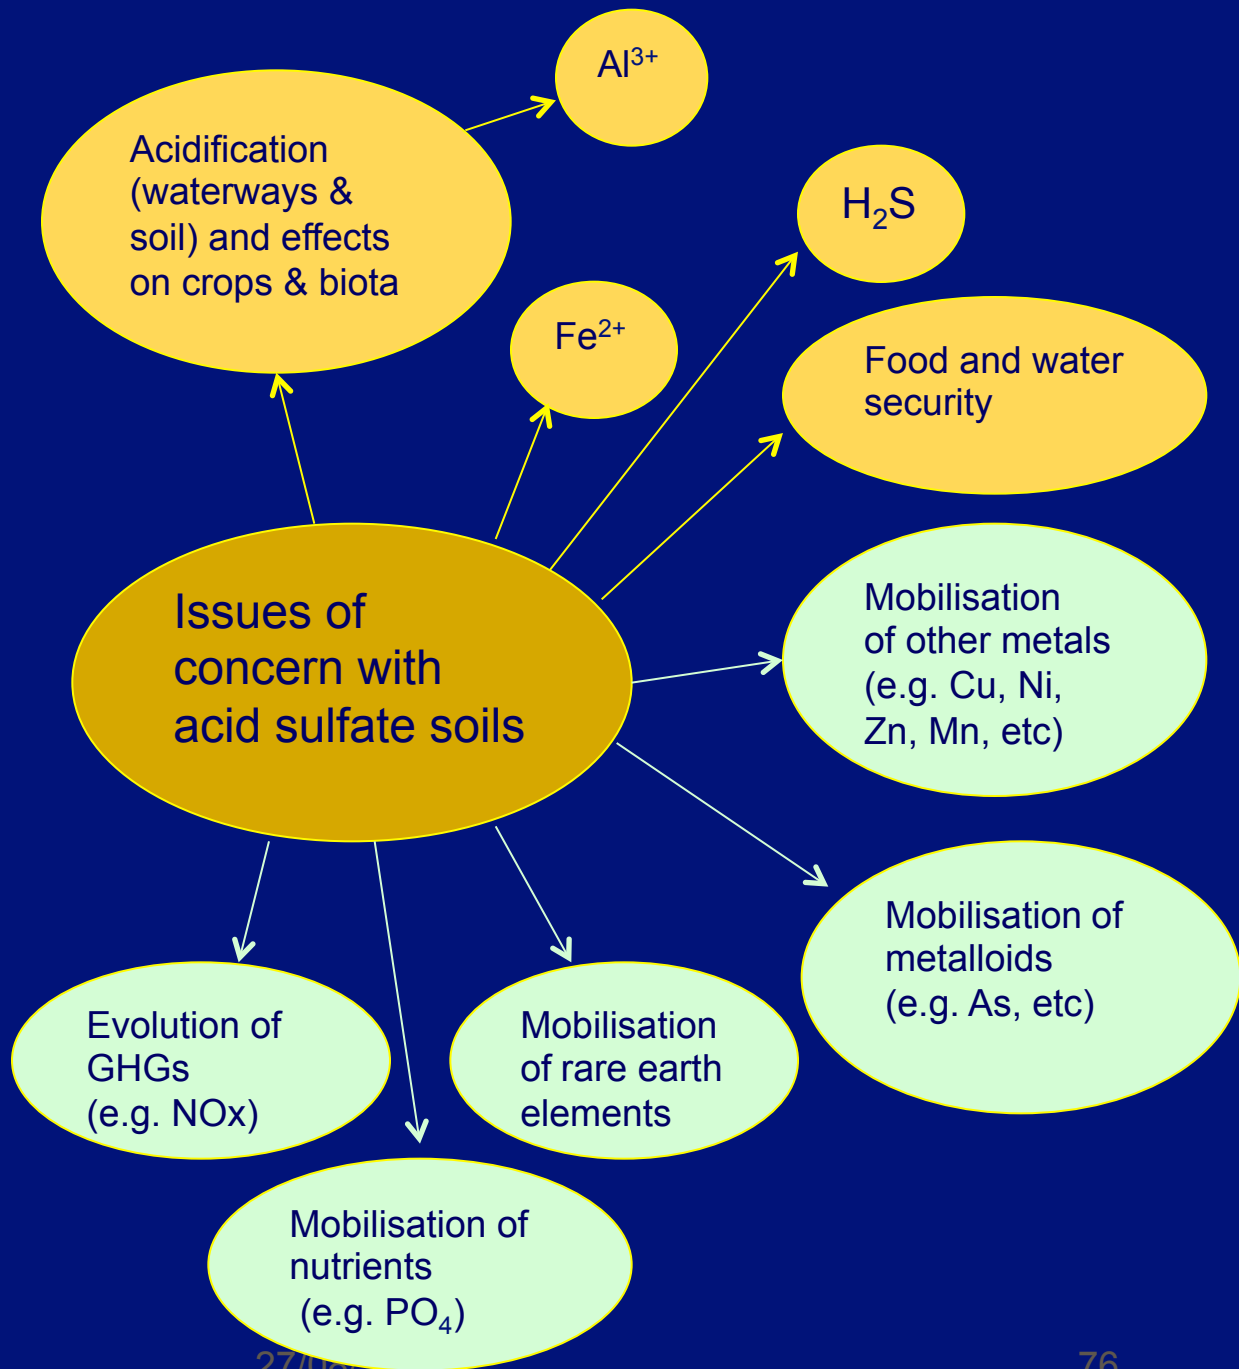 Al³⁺
Acidification
(waterways &
soil) and effects
on crops & biota
H₂S
Fe²⁺
Food and water
security
Issues of
concern with
acid sulfate soils
Mobilisation
of other metals
(e.g. Cu, Ni,
Zn, Mn, etc)
Mobilisation of
metalloids
(e.g. As, etc)
Evolution of
GHGs
(e.g. NOx)
Mobilisation
of rare earth
elements
Mobilisation of
nutrients
(e.g. PO₄)
76